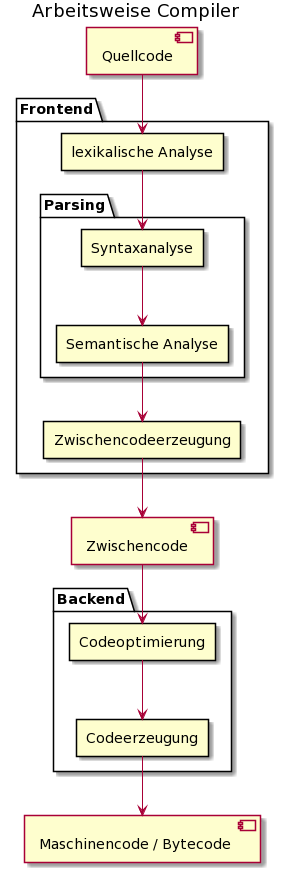 Arbeitsweise Compiler
Quellcode
Frontend
lexikalische Analyse
Parsing
Syntaxanalyse
Semantische Analyse
Zwischencodeerzeugung
Zwischencode
Backend
Codeoptimierung
Codeerzeugung
Maschinencode / Bytecode